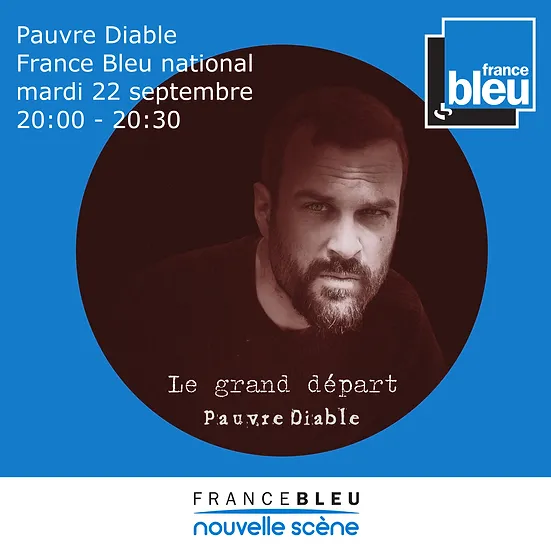 Pauvre Diable
France Bleu national
mardi 22 septembre
20:00 - 20:30
france
bleu
Le grand départ
Pauvre Diable
FRANCEBLEU
nouvelle scène